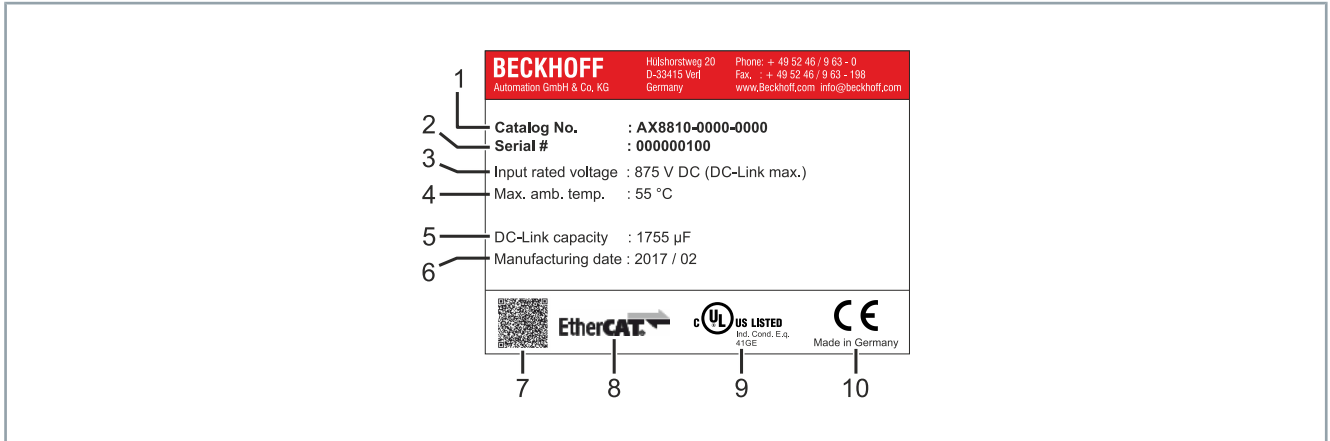 BECKHOFF
Automation GmbH & Co. KG
Hülshorstweg 20
D-33415 Verl
Germany
Phone: + 49 52 46 / 9 63 - 0
Fax. : + 49 52 46 / 9 63 - 198
www.Beckhoff.com info@beckhoff.com
1
Catalog No. : AX8810-0000-0000
2
Serial # : 000000100
3
Input rated voltage : 875 V DC (DC-Link max.)
4
Max. amb. temp. : 55 °C
5
DC-Link capacity : 1755 µF
6
Manufacturing date : 2017 / 02
EtherCAT®
C UL US LISTED
Ind. Cond. E.q.
41GE
CE
Made in Germany
7 8 9 10